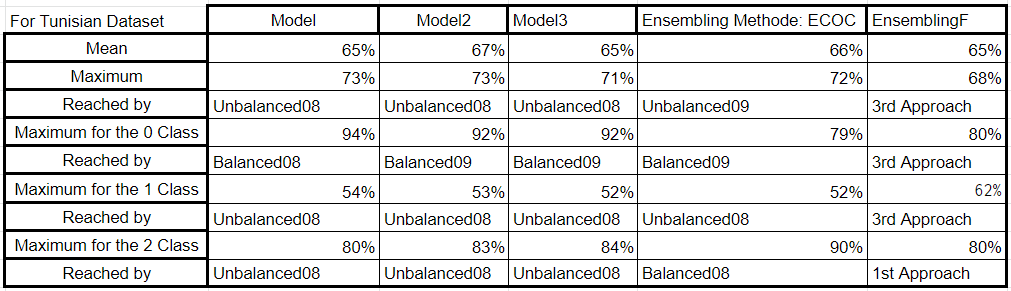 For Tunisian Dataset Model Model2 Model3 Ensembling Methode: ECOC EnsemblingF
Mean 65% 67% 65% 66% 65%
Maximum 73% 73% 71% 72% 68%
Reached by Unbalanced08 Unbalanced08 Unbalanced08 Unbalanced09 3rd Approach
Maximum for the 0 Class 94% 92% 92% 79% 80%
Reached by Balanced08 Balanced09 Balanced09 Balanced09 3rd Approach
Maximum for the 1 Class 54% 53% 52% 52% 62%
Reached by Unbalanced08 Unbalanced08 Unbalanced08 Unbalanced08 3rd Approach
Maximum for the 2 Class 80% 83% 84% 90% 80%
Reached by Unbalanced08 Unbalanced08 Unbalanced08 Balanced08 1st Approach